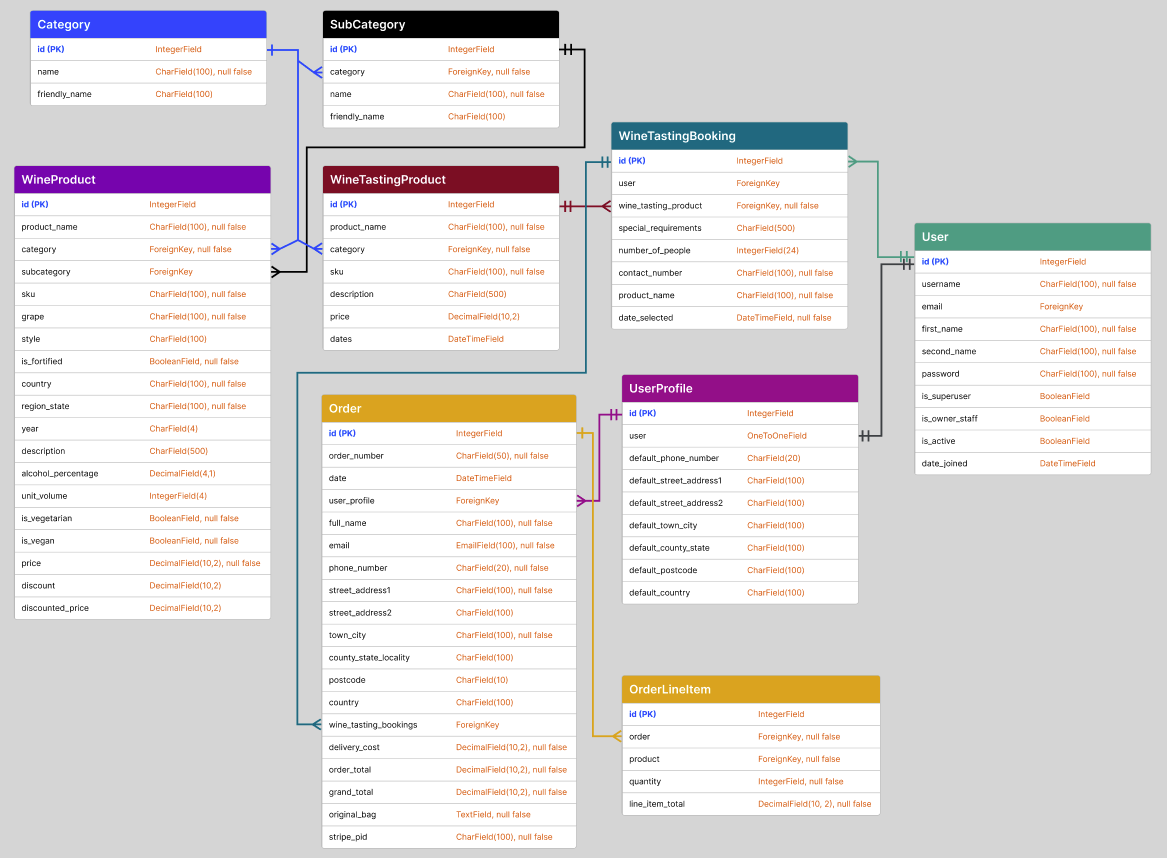 Category
id (PK) IntegerField
name CharField(100), null false
friendly_name CharField(100)
SubCategory
id (PK) IntegerField
category ForeignKey, null false
name CharField(100), null false
friendly_name CharField(100)
WineTastingBooking
id (PK) IntegerField
user ForeignKey
wine_tasting_product ForeignKey, null false
special_requirements CharField(500)
number_of_people IntegerField(24)
contact_number CharField(100), null false
product_name CharField(100), null false
date_selected DateTimeField, null false
WineProduct
id (PK) IntegerField
product_name CharField(100), null false
category ForeignKey, null false
subcategory ForeignKey
sku CharField(100), null false
grape CharField(100), null false
style CharField(100)
is_fortified BooleanField, null false
country CharField(100), null false
region_state CharField(100), null false
year CharField(4)
description CharField(500)
alcohol_percentage DecimalField(4,1)
unit_volume IntegerField(4)
is_vegetarian BooleanField, null false
is_vegan BooleanField, null false
price DecimalField(10,2), null false
discount DecimalField(10,2)
discounted_price DecimalField(10,2)
WineTastingProduct
id (PK) IntegerField
product_name CharField(100), null false
category ForeignKey, null false
sku CharField(100), null false
description CharField(500)
price DecimalField(10,2)
dates DateTimeField
User
id (PK) IntegerField
username CharField(100), null false
email ForeignKey
first_name CharField(100), null false
second_name CharField(100), null false
password CharField(100), null false
is_superuser BooleanField
is_owner_staff BooleanField
is_active BooleanField
date_joined DateTimeField
Order
id (PK) IntegerField
order_number CharField(50), null false
date DateTimeField
user_profile ForeignKey
full_name CharField(100), null false
email EmailField(100), null false
phone_number CharField(20), null false
street_address1 CharField(100), null false
street_address2 CharField(100)
town_city CharField(100), null false
county_state_locality CharField(100)
postcode CharField(10)
country CharField(100)
wine_tasting_bookings ForeignKey
delivery_cost DecimalField(10,2), null false
order_total DecimalField(10,2), null false
grand_total DecimalField(10,2), null false
original_bag TextField, null false
stripe_pid CharField(100), null false
UserProfile
id (PK) IntegerField
user OneToOneField
default_phone_number CharField(20)
default_street_address1 CharField(100)
default_street_address2 CharField(100)
default_town_city CharField(100)
default_county_state CharField(100)
default_postcode CharField(100)
default_country CharField(100)
OrderLineItem
id (PK) IntegerField
order ForeignKey, null false
product ForeignKey, null false
quantity IntegerField, null false
line_item_total DecimalField(10, 2), null false